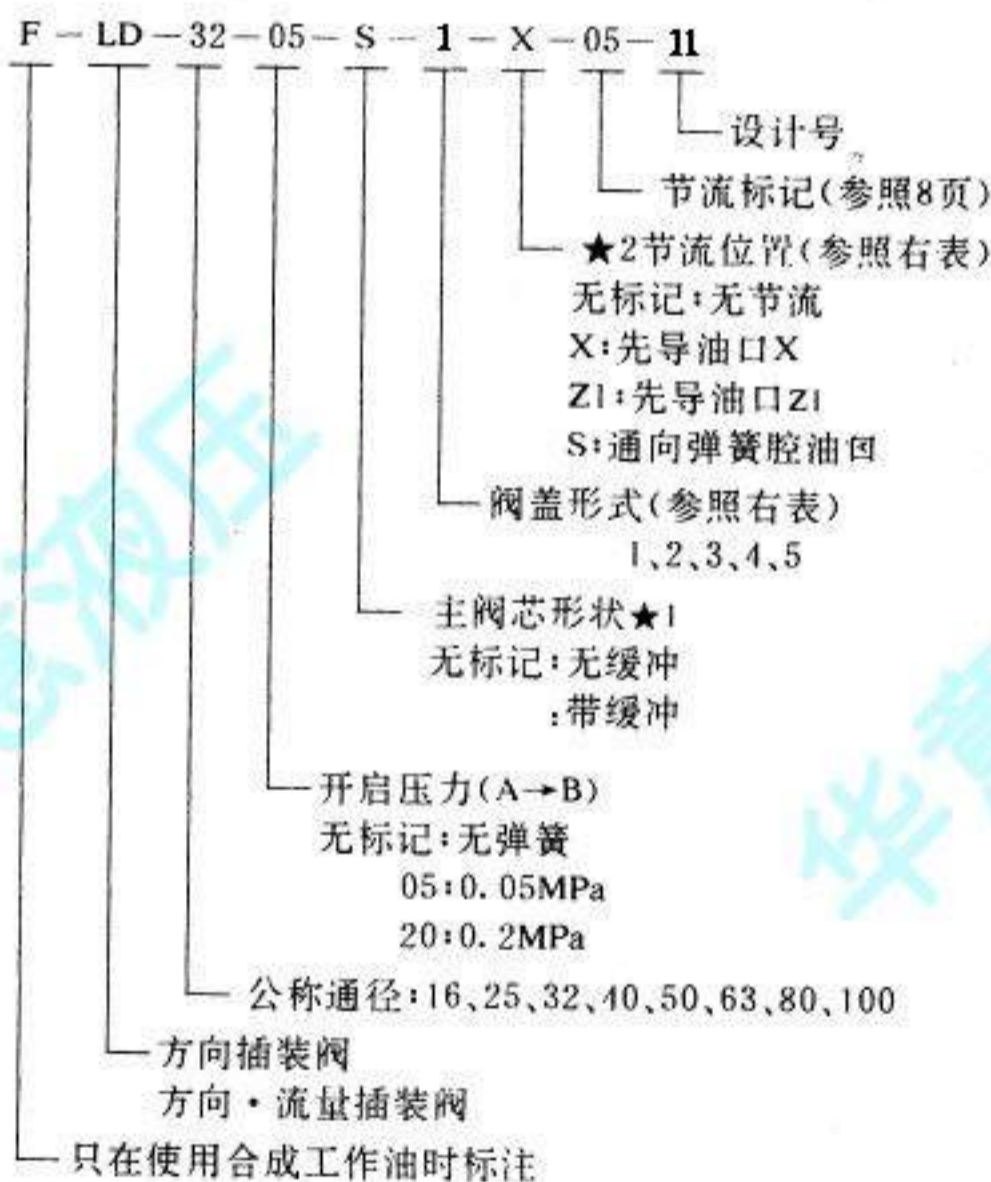 F-LD-32-05-S-1-X-05-11
设计号
节流标记(参照8页)
★2节流位置(参照右表)
无标记:无节流
X:先导油口X
Z1:先导油口Z1
S:通向弹簧腔油口
阀盖形式(参照右表)
1、2、3、4、5
主阀芯形状★1
无标记:无缓冲
:带缓冲
开启压力(A→B)
无标记:无弹簧
05:0.05MPa
20:0.2MPa
公称通径:16、25、32、40、50、63、80、100
方向插装阀
方向·流量插装阀
只在使用合成工作油时标注
液压
华